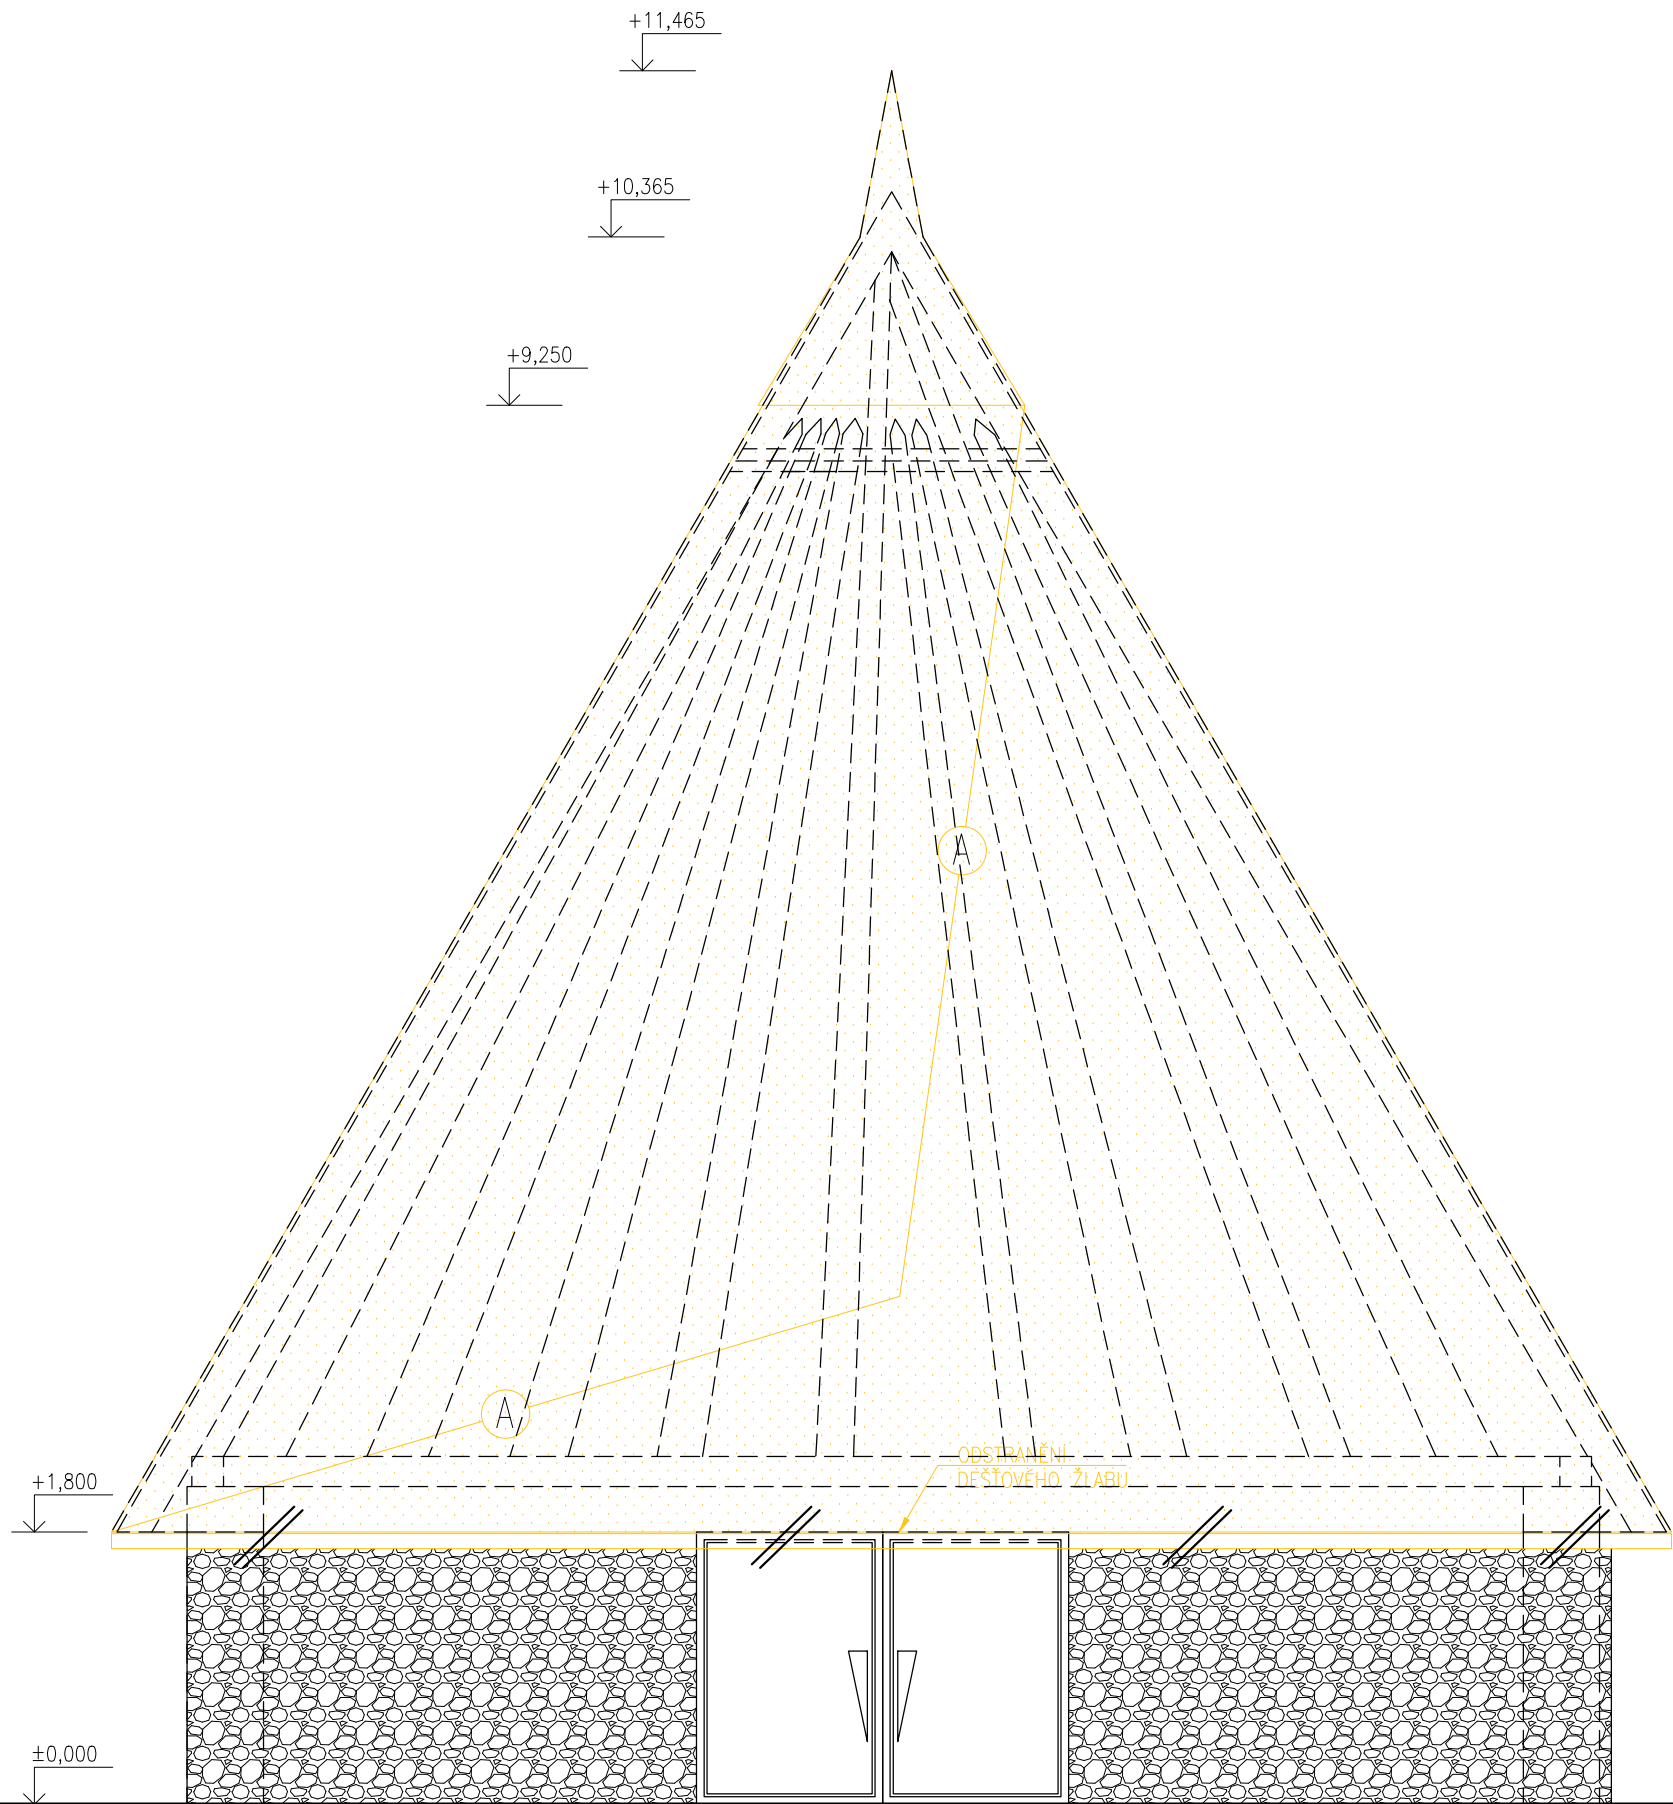 +11,465
+10,365
+9,250
A
A
ODSTRANĚNÍ
DEŠŤOVÉHO ŽLABU
+1,800
±0,000